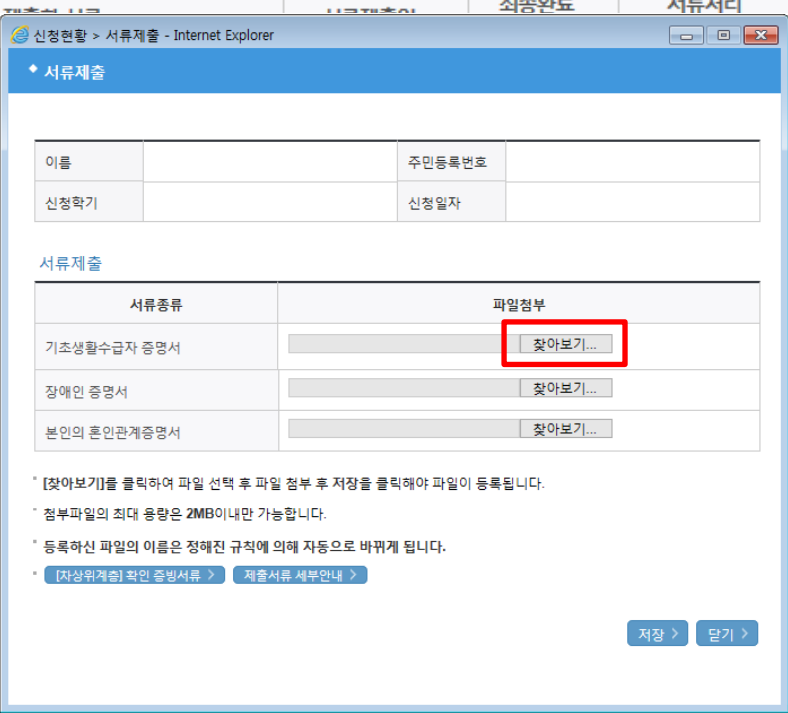 최종완료 서류처리
신청현황 > 서류제출 - Internet Explorer
서류제출
이름 주민등록번호
신청학기 신청일자
서류제출
서류종류 파일첨부
기초생활수급자 증명서 찾아보기...
장애인 증명서 찾아보기...
본인의 혼인관계증명서 찾아보기...
[찾아보기]를 클릭하여 파일 선택 후 파일 첨부 후 저장을 클릭해야 파일이 등록됩니다.
첨부파일의 최대 용량은 2MB이내만 가능합니다.
등록하신 파일의 이름은 정해진 규칙에 의해 자동으로 바뀌게 됩니다.
[차상위계층] 확인 증빙서류 > 제출서류 세부안내 >
저장 > 닫기 >